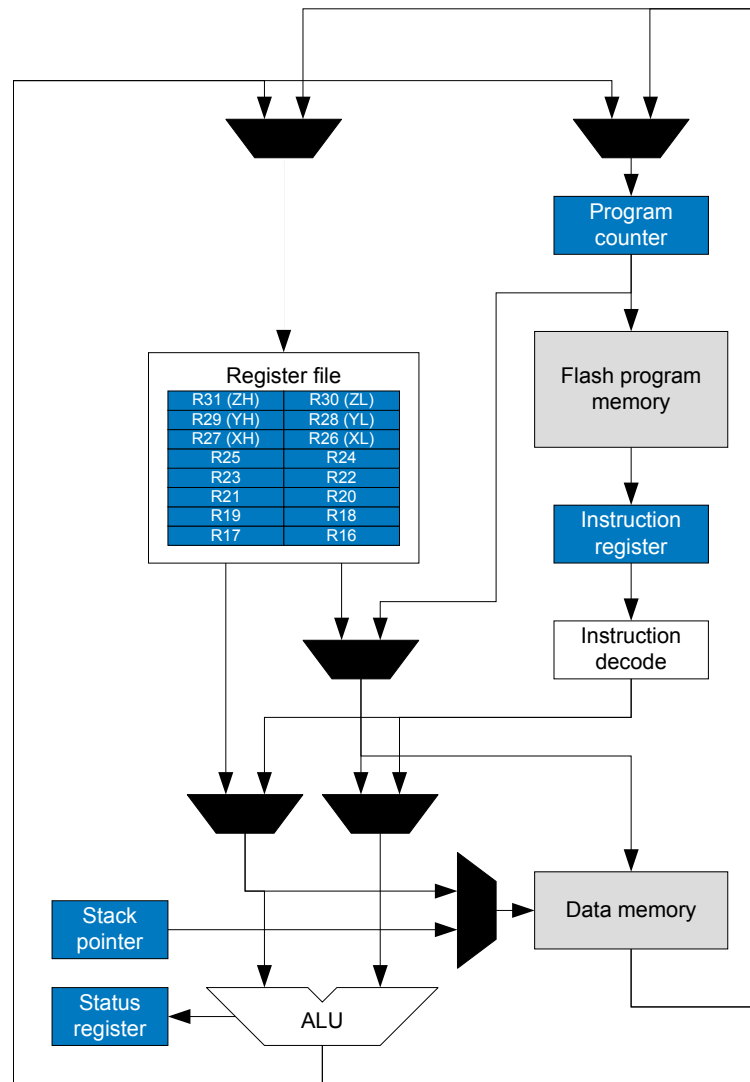 Program
counter
Register file
R31 (ZH) R30 (ZL)
R29 (YH) R28 (YL)
R27 (XH) R26 (XL)
R25 R24
R23 R22
R21 R20
R19 R18
R17 R16
Flash program
memory
Instruction
register
Instruction
decode
Stack
pointer
Data memory
Status
register
ALU